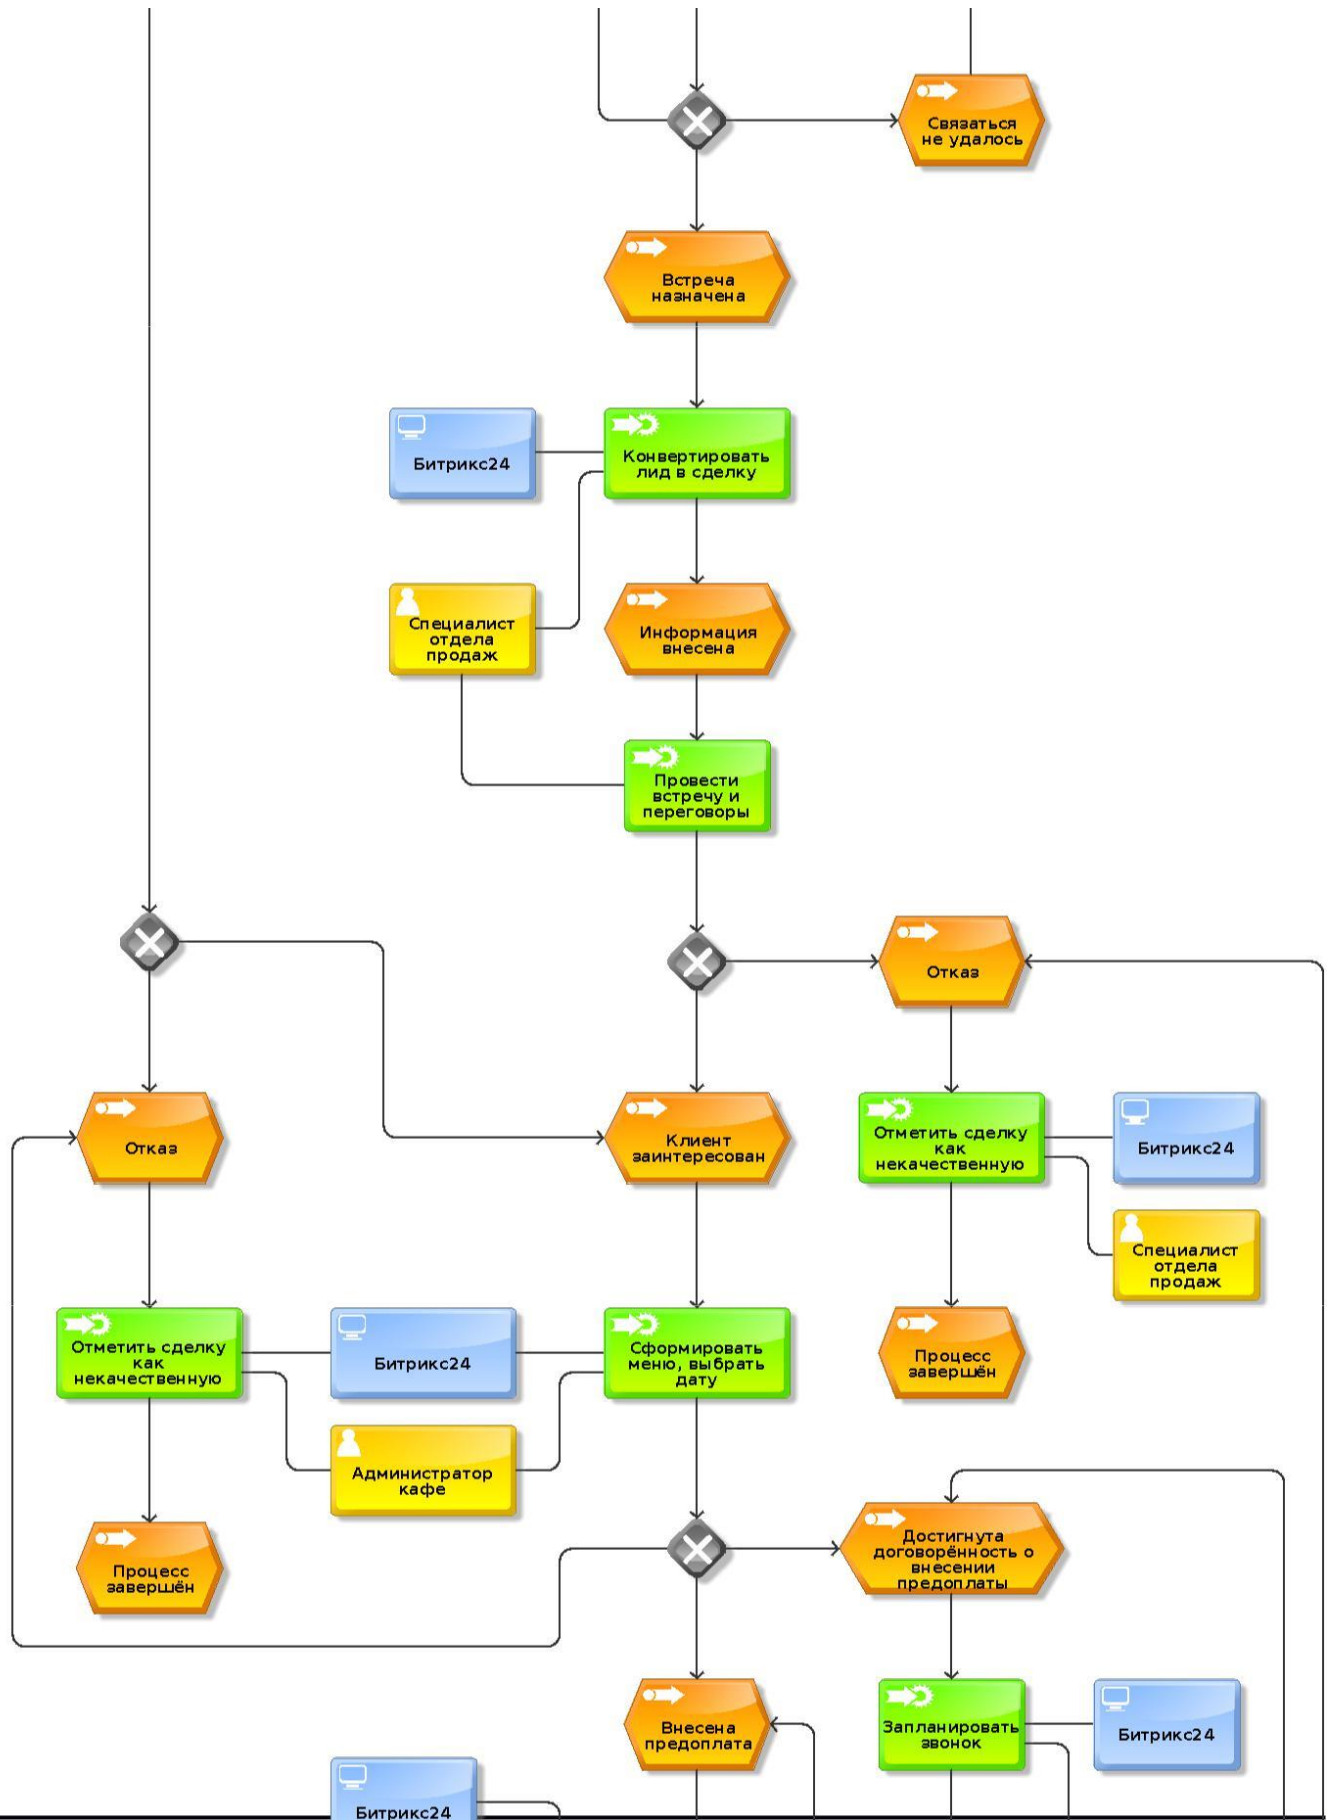 Связаться
не удалось
Встреча
назначена
Битрикс24
Конвертировать
лид в сделку
Специалист
отдела
продаж
Информация
внесена
Провести
встречу и
переговоры
Отказ
Отказ
Клиент
заинтересован
Отметить сделку
как
некачественную
Битрикс24
Специалист
отдела
продаж
Отметить сделку
как
некачественную
Битрикс24
Сформировать
меню, выбрать
дату
Процесс
завершён
Администратор
кафе
Процесс
завершён
Достигнута
договорённость о
внесении
предоплаты
Внесена
предоплата
Запланировать
звонок
Битрикс24
Битрикс24